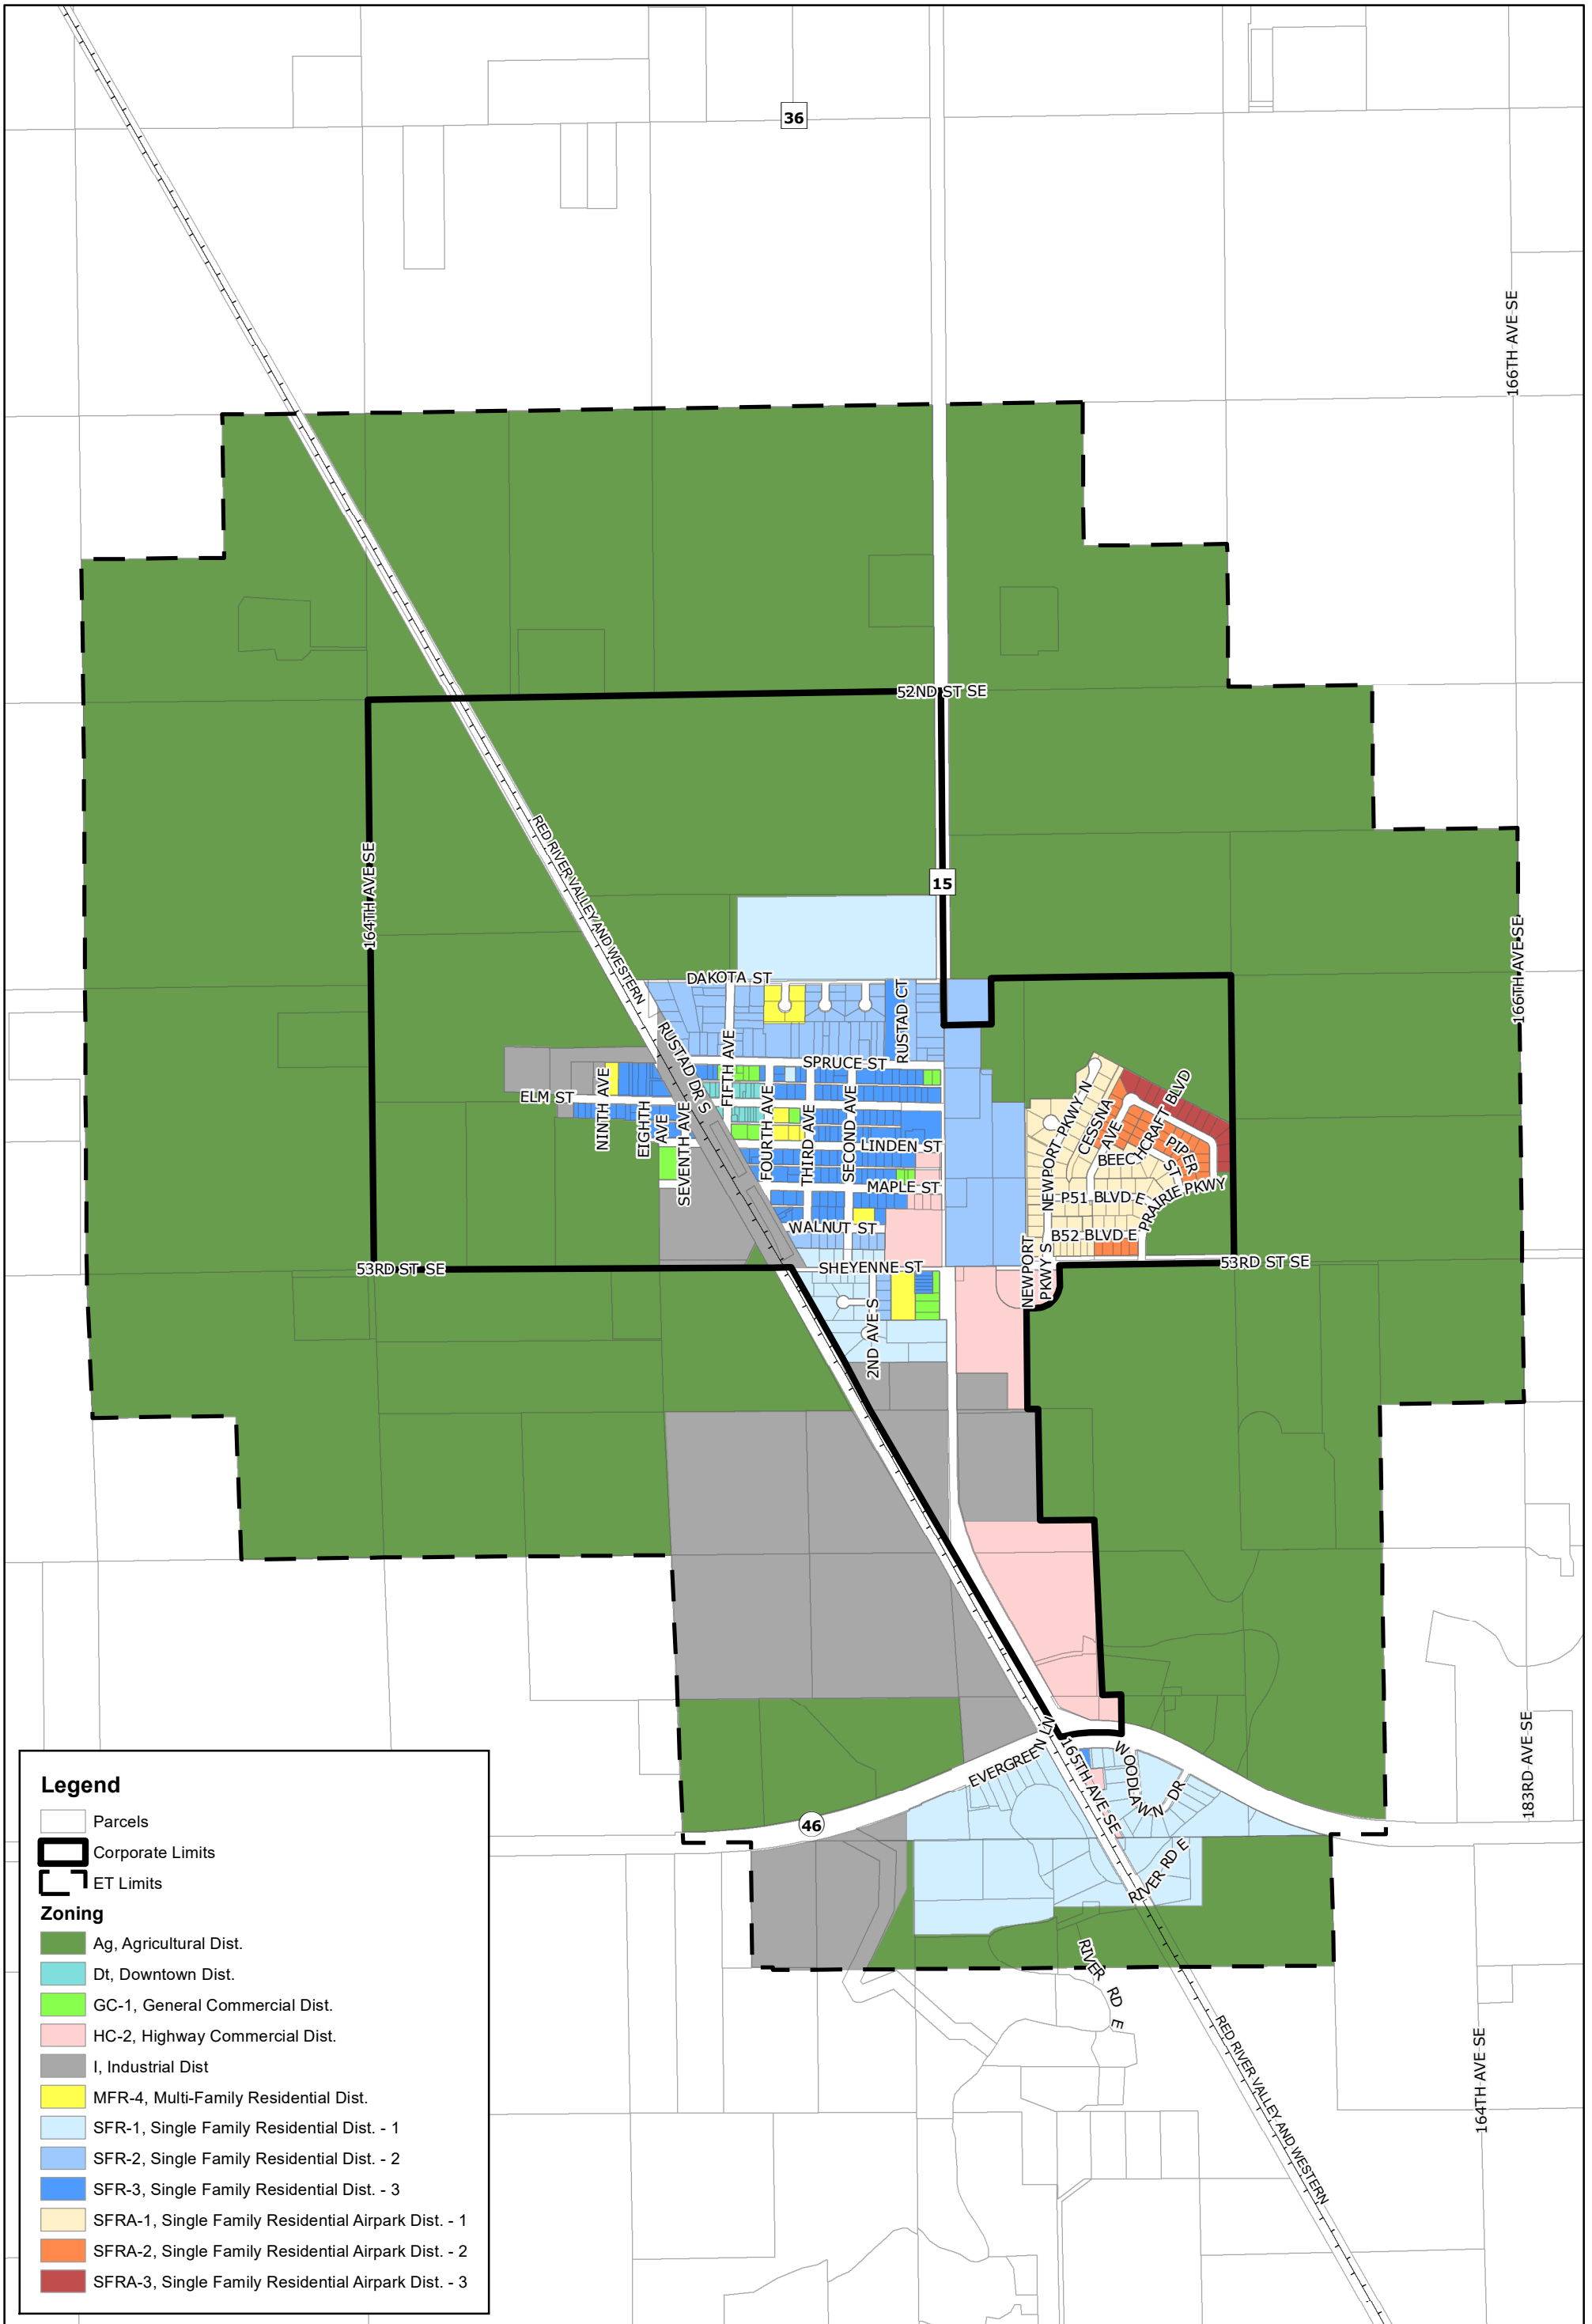 36
166TH AVE SE
52ND ST SE
RED RIVER VALLEY AND WESTERN
164TH AVE SE
15
166TH AVE SE
DAKOTA ST
RUSTAD CT
RUSTAD DR S
FIFTH AVE
SPRUCE ST
ELM ST
NINTH AVE
EIGHTH
AVE
SEVENTH AVE
FOURTH AVE
THIRD AVE
SECOND AVE
LINDEN ST
MAPLE ST
WALNUT ST
NEWPORT PKWY N
CESSNA
AVE
BEECHCRAFT BLVD
PIPER
ST
P51 BLVD E
PRAIRIE PKWY
B52 BLVD E
53RD ST SE
SHEYENNE ST
NEWPORT
PKWY S
53RD ST SE
2ND AVE S
EVERGREEN LN
165TH AVE SE
WOODLAWN DR
183RD AVE SE
46
RIVER RD E
RIVER RD E
RED RIVER VALLEY AND WESTERN
164TH AVE SE
Legend
Parcels
Corporate Limits
ET Limits
Zoning
Ag, Agricultural Dist.
Dt, Downtown Dist.
GC-1, General Commercial Dist.
HC-2, Highway Commercial Dist.
I, Industrial Dist
MFR-4, Multi-Family Residential Dist.
SFR-1, Single Family Residential Dist. - 1
SFR-2, Single Family Residential Dist. - 2
SFR-3, Single Family Residential Dist. - 3
SFRA-1, Single Family Residential Airpark Dist. - 1
SFRA-2, Single Family Residential Airpark Dist. - 2
SFRA-3, Single Family Residential Airpark Dist. - 3